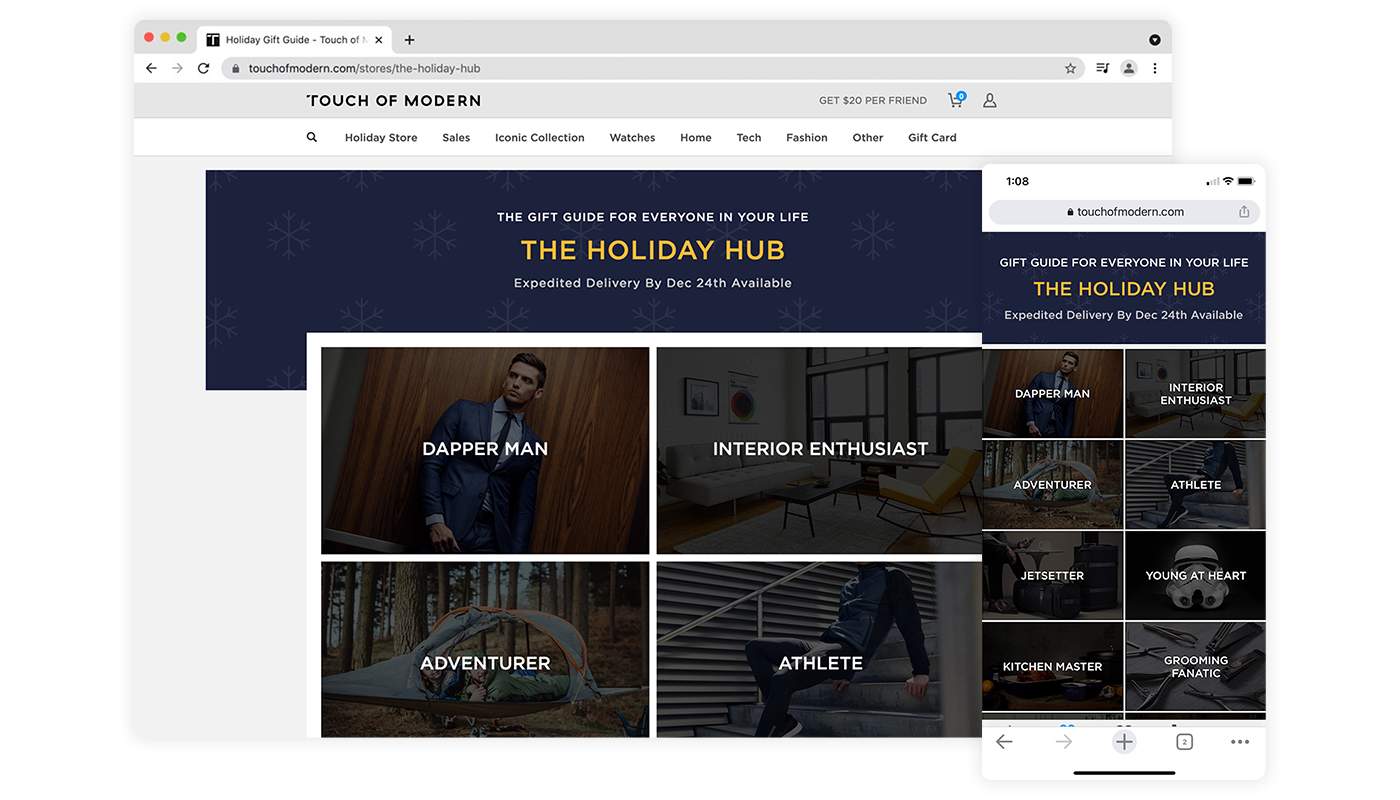 Holiday Gift Guide - Touch of
touchofmodern.com/stores/the-holiday-hub
TOUCH OF MODERN
GET $20 PER FRIEND
0
Holiday Store Sales Iconic Collection Watches Home Tech Fashion Other Gift Card
THE GIFT GUIDE FOR EVERYONE IN YOUR LIFE
THE HOLIDAY HUB
Expedited Delivery By Dec 24th Available
DAPPER MAN
INTERIOR ENTHUSIAST
ADVENTURER
ATHLETE
1:08
touchofmodern.com
GIFT GUIDE FOR EVERYONE IN YOUR LIFE
THE HOLIDAY HUB
Expedited Delivery By Dec 24th Available
DAPPER MAN
INTERIOR
ENTHUSIAST
ADVENTURER
ATHLETE
JETSETTER
YOUNG AT HEART
KITCHEN MASTER
GROOMING
FANATIC
2